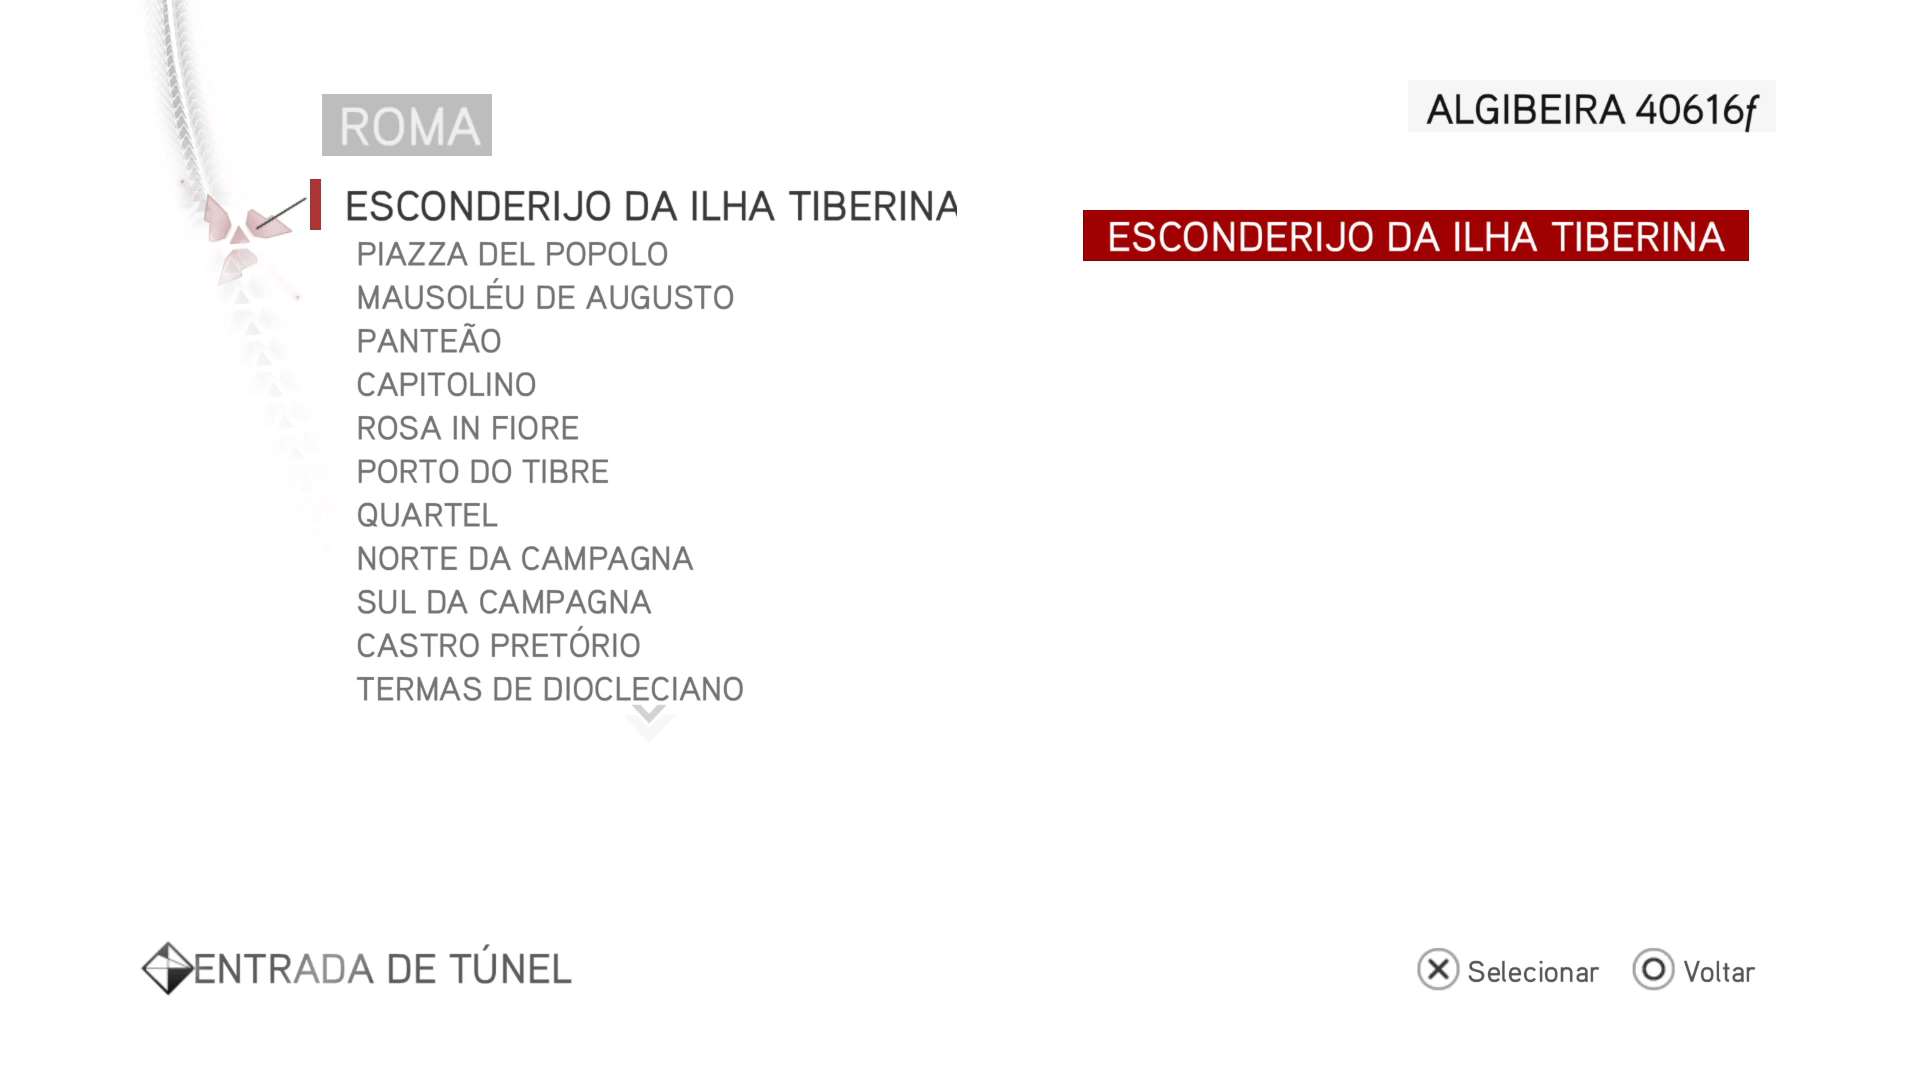 ROMA
ALGIBEIRA 40616f
ESCONDERIJO DA ILHA TIBERINA
PIAZZA DEL POPOLO
MAUSOLÉU DE AUGUSTO
PANTEÃO
CAPITOLINO
ROSA IN FIORE
PORTO DO TIBRE
QUARTEL
NORTE DA CAMPAGNA
SUL DA CAMPAGNA
CASTRO PRETÓRIO
TERMAS DE DIOCLECIANO
ESCONDERIJO DA ILHA TIBERINA
ENTRADA DE TÚNEL
Selecionar
Voltar